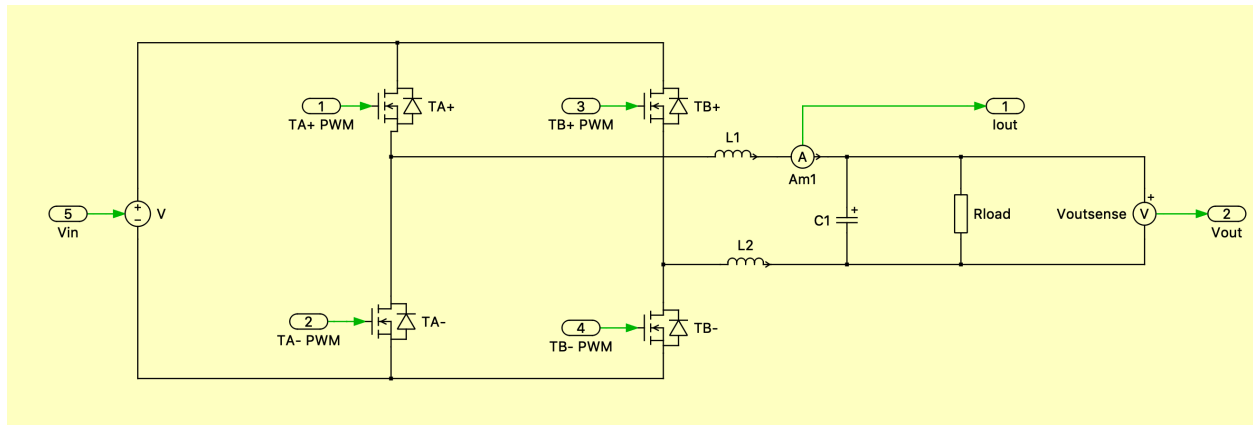 1
TA+ PWM
TA+
3
TB+ PWM
TB+
1
Iout
L1
A
Am1
5
Vin
+
−
V
C1
+
Rload
Voutsense
+
V
2
Vout
L2
2
TA- PWM
TA-
4
TB- PWM
TB-